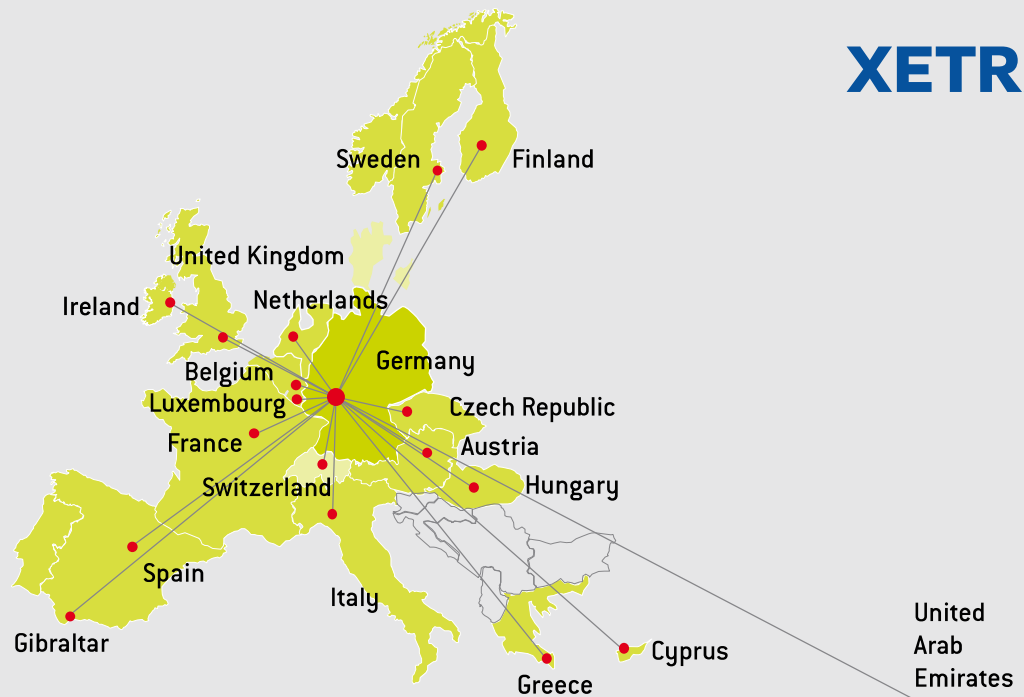 XETR
Sweden
Finland
United Kingdom
Netherlands
Ireland
Germany
Belgium
Luxembourg
Czech Republic
France
Austria
Switzerland
Hungary
Spain
Italy
Gibraltar
Cyprus
Greece
United
Arab
Emirates